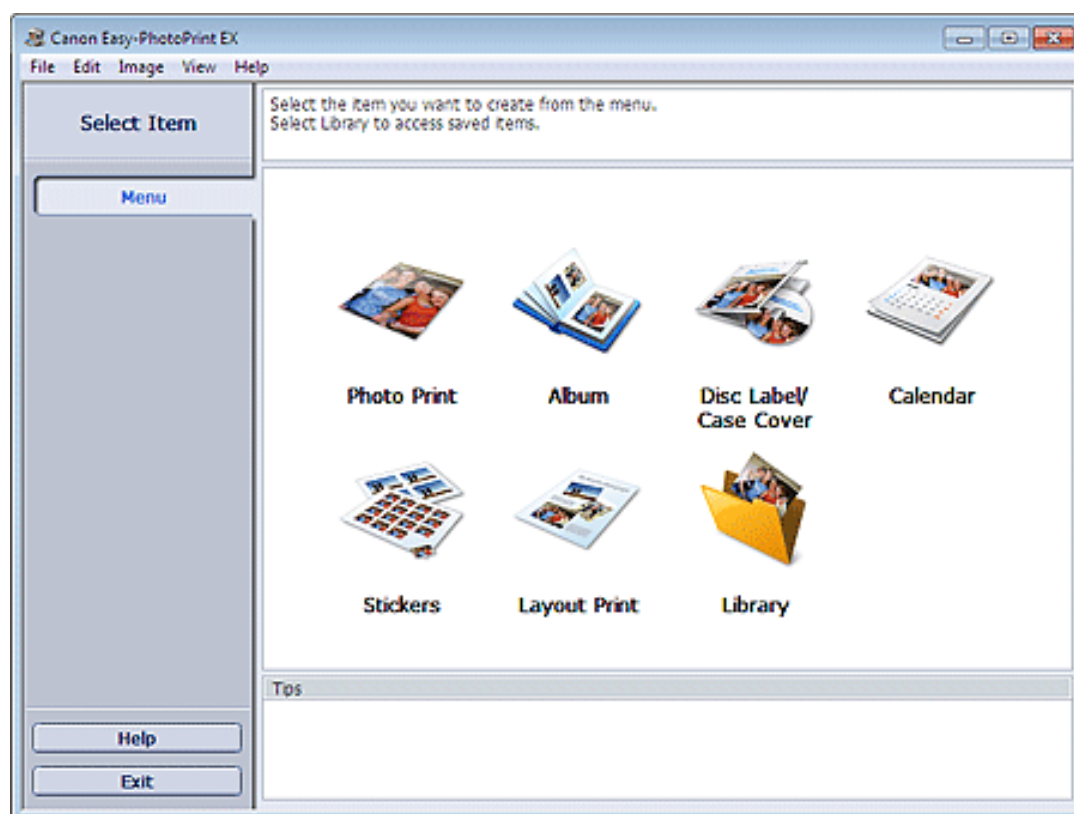 Canon Easy-PhotoPrint EX
File Edit Image View Help
Select Item
Select the item you want to create from the menu.
Select Library to access saved items.
Menu
Photo Print
Album
Disc Label/
Case Cover
Calendar
Stickers
Layout Print
Library
Tips
Help
Exit